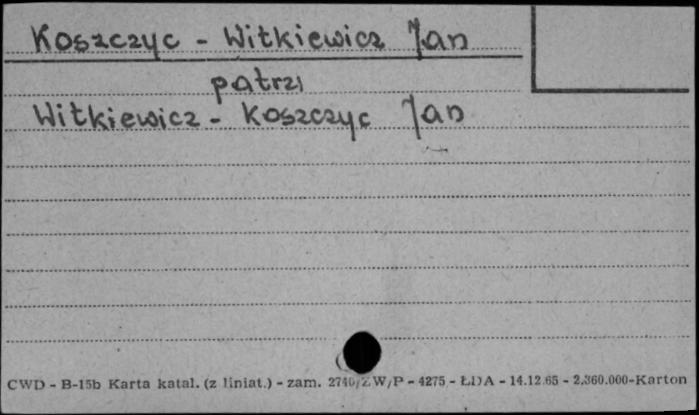 Koszczyc - Witkiewicz Jan
patrz
Witkiewicz - Koszczyc Jan
CWD - B-15b Karta katal. (z liniat.) - zam. 2740/ZW/P - 4275 - ŁDA - 14.12.65 - 2.360.000-Karton